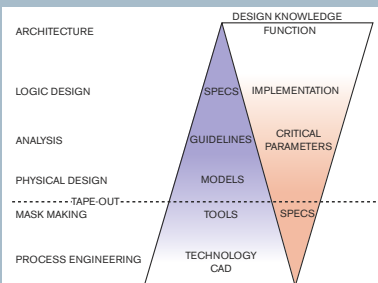 DESIGN KNOWLEDGE
ARCHITECTURE FUNCTION
LOGIC DESIGN SPECS IMPLEMENTATION
ANALYSIS GUIDELINES CRITICAL
PARAMETERS
PHYSICAL DESIGN MODELS
TAPE-OUT
MASK MAKING TOOLS SPECS
PROCESS ENGINEERING TECHNOLOGY
CAD